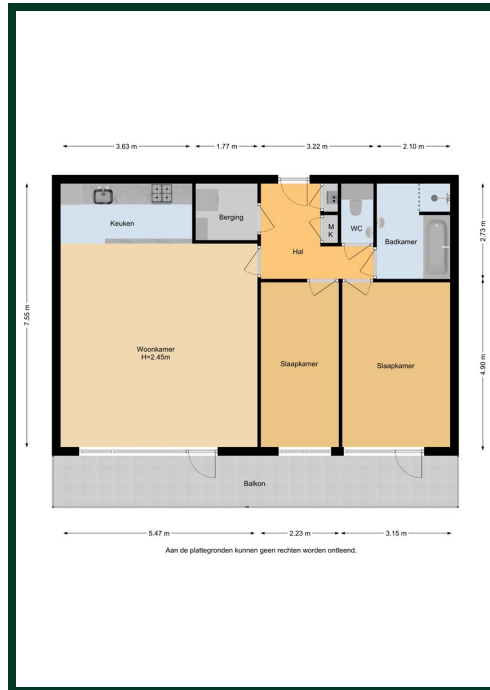 3.63 m
1.77 m
3.22 m
2.10 m
7.55 m
2.73 m
4.90 m
Keuken
Berging
Hal
M
K
WC
Badkamer
Woonkamer
H=2.45m
Slaapkamer
Slaapkamer
Balkon
5.47 m
2.23 m
3.15 m
Aan de plattegronden kunnen geen rechten worden ontleend.